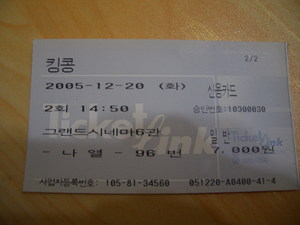 2/2
킹콩
2005-12-20 (화) 신용카드
2회 14:50 승인번호:10300030
그랜드시네마6관 일 반
- 나 열 - 96 번 7,000원
사업자등록번호: 105-81-34560 051220-A0400-41-4
Ticketlink
Ticketlink